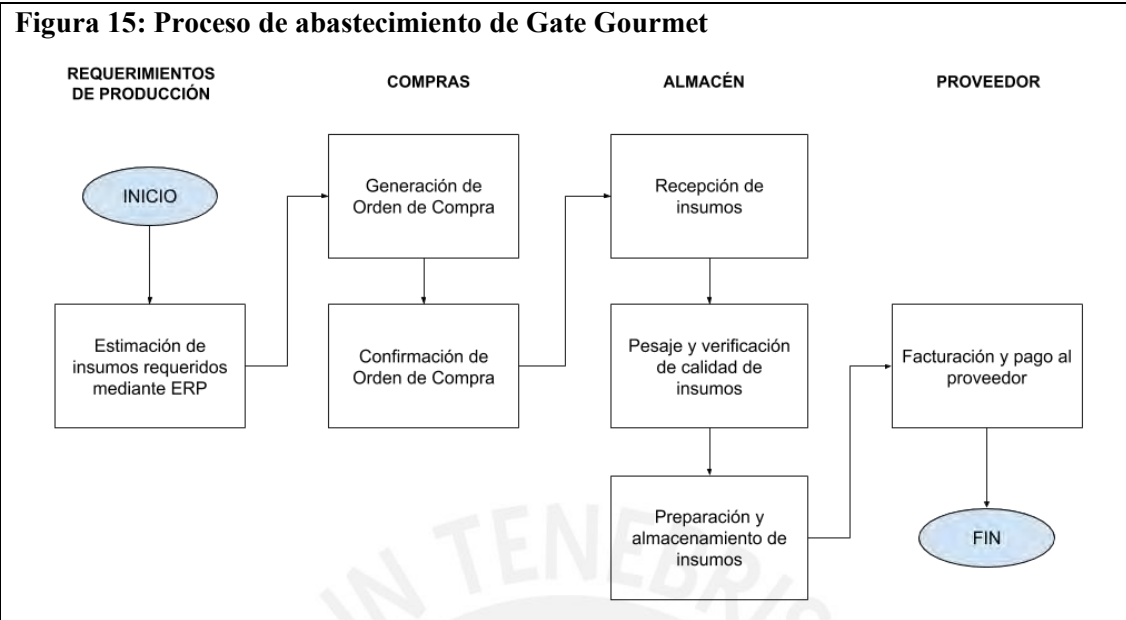 Figura 15: Proceso de abastecimiento de Gate Gourmet
REQUERIMIENTOS
DE PRODUCCIÓN
COMPRAS
ALMACÉN
PROVEEDOR
INICIO
Estimación de
insumos requeridos
mediante ERP
Generación de
Orden de Compra
Confirmación de
Orden de Compra
Recepción de
insumos
Pesaje y verificación
de calidad de
insumos
Preparación y
almacenamiento de
insumos
Facturación y pago al
proveedor
FIN
IN TENEBRIS